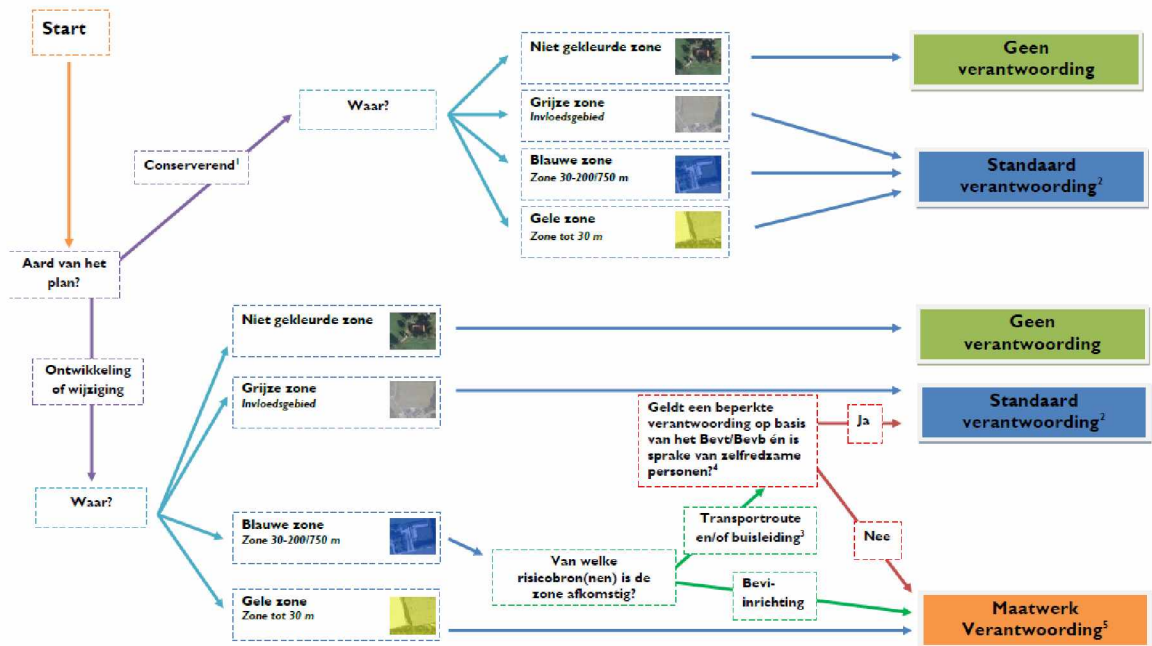 Start
Aard van het
plan?
Conserverend¹
Waar?
Niet gekleurde zone
Grijze zone
Invloedsgebied
Blauwe zone
Zone 30-200/750 m
Gele zone
Zone tot 30 m
Geen
verantwoording
Standaard
verantwoording²
Ontwikkeling
of wijziging
Waar?
Niet gekleurde zone
Grijze zone
Invloedsgebied
Blauwe zone
Zone 30-200/750 m
Gele zone
Zone tot 30 m
Van welke
risicobron(nen) is de
zone afkomstig?
Transportroute
en/of buisleiding³
Bevi-
inrichting
Geldt een beperkte
verantwoording op basis
van het Bevt/Bevb én is
sprake van zelfredzame
personen?⁴
Ja
Nee
Geen
verantwoording
Standaard
verantwoording²
Maatwerk
Verantwoording⁵